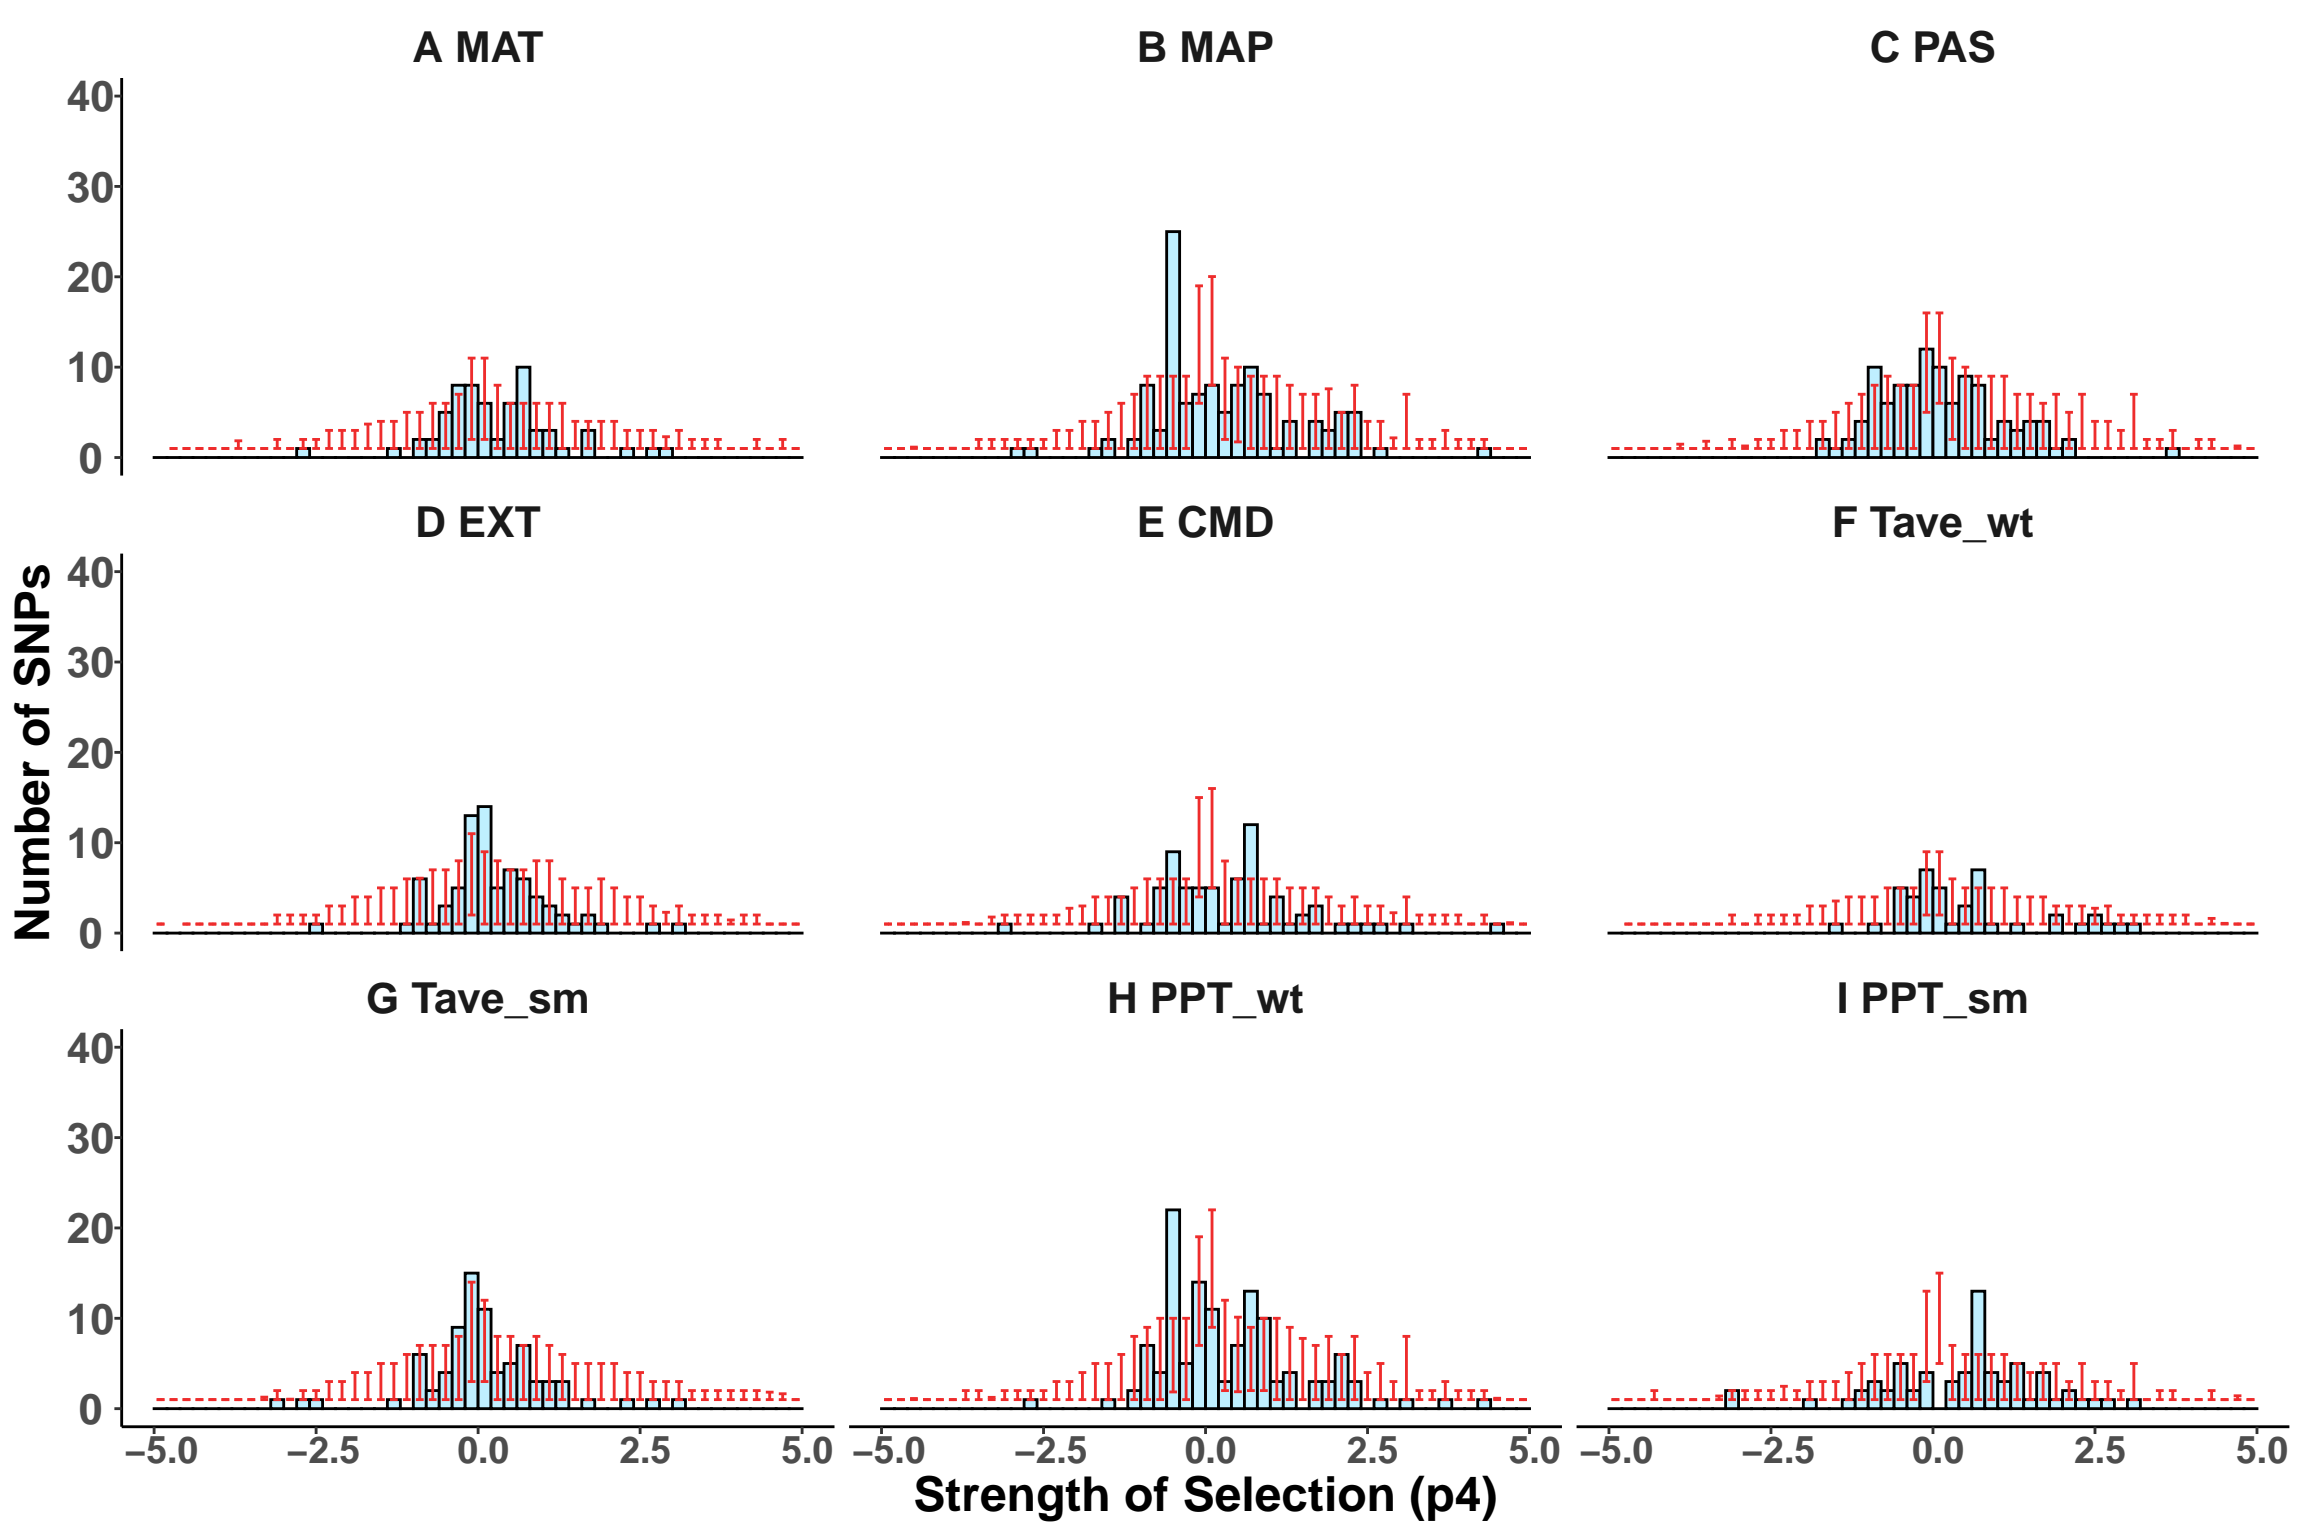 A MAT
B MAP
C PAS
40
30
20
10
0
D EXT
E CMD
F Tave_wt
Number of SNPs
40
30
20
10
0
G Tave_sm
H PPT_wt
I PPT_sm
40
30
20
10
0
−5.0 −2.5 0.0 2.5 5.0
−5.0 −2.5 0.0 2.5 5.0
−5.0 −2.5 0.0 2.5 5.0
Strength of Selection (p4)